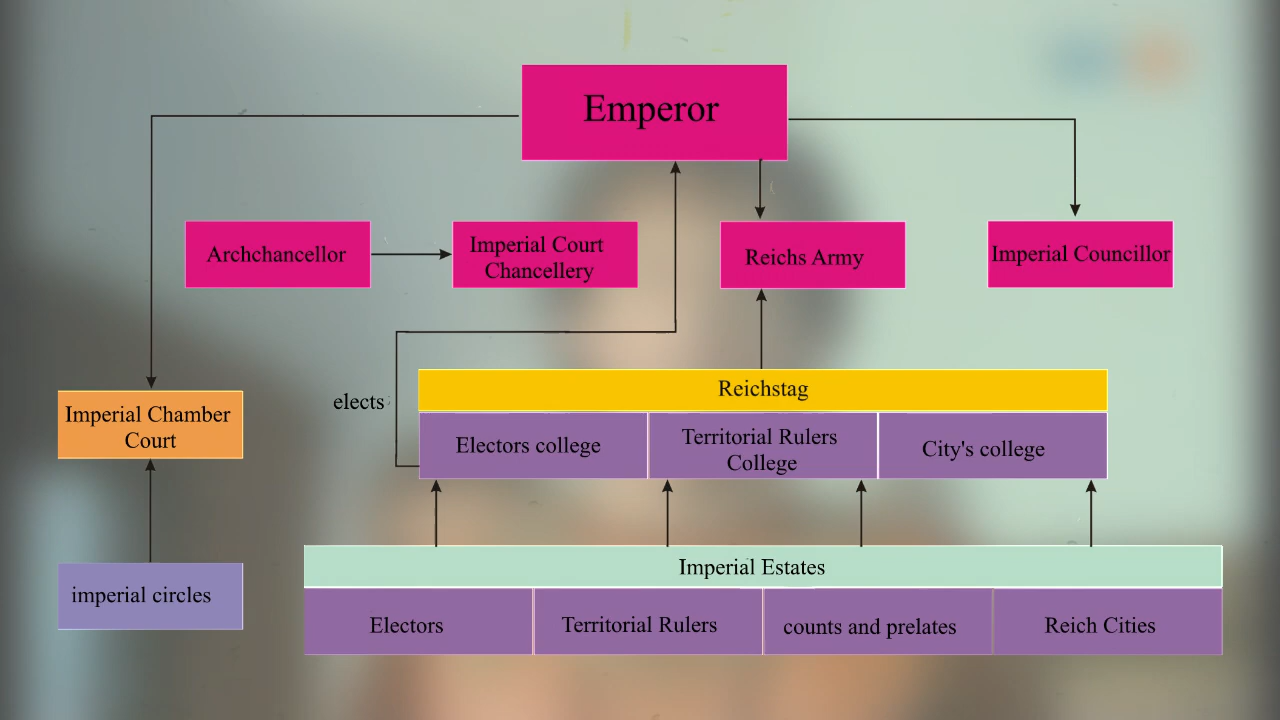 Emperor
Archchancellor
Imperial Court
Chancellery
Reichs Army
Imperial Councillor
elects
Reichstag
Imperial Chamber
Court
Electors college
Territorial Rulers
College
City's college
imperial circles
Imperial Estates
Electors
Territorial Rulers
counts and prelates
Reich Cities